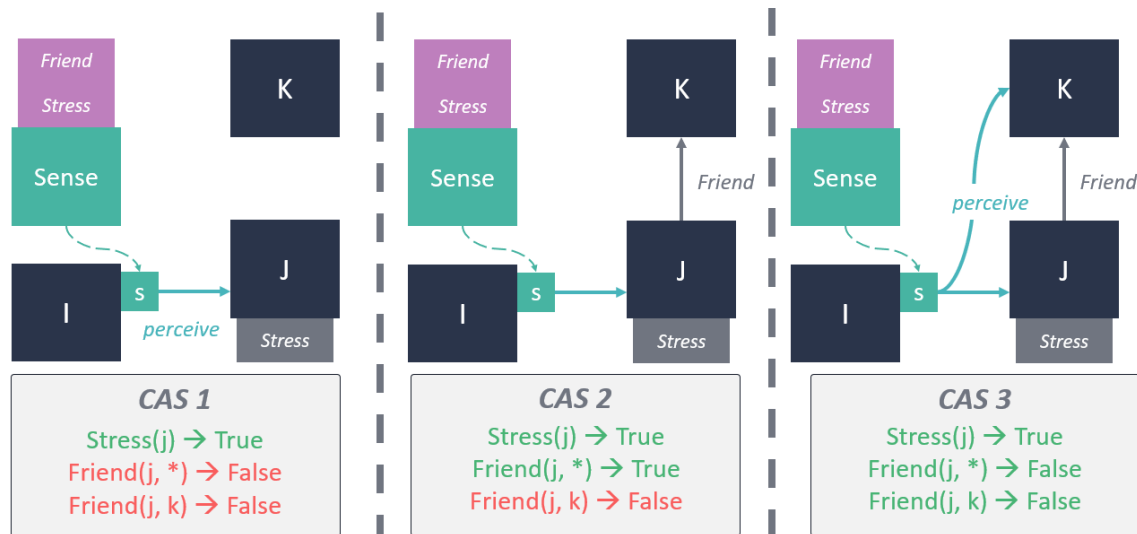 Friend
Stress
Sense
s
I
perceive
K
J
Stress
CAS 1
Stress(j) → True
Friend(j, *) → False
Friend(j, k) → False
Friend
Stress
Sense
s
I
K
Friend
J
Stress
CAS 2
Stress(j) → True
Friend(j, *) → True
Friend(j, k) → False
Friend
Stress
Sense
s
I
perceive
K
Friend
J
Stress
CAS 3
Stress(j) → True
Friend(j, *) → False
Friend(j, k) → False